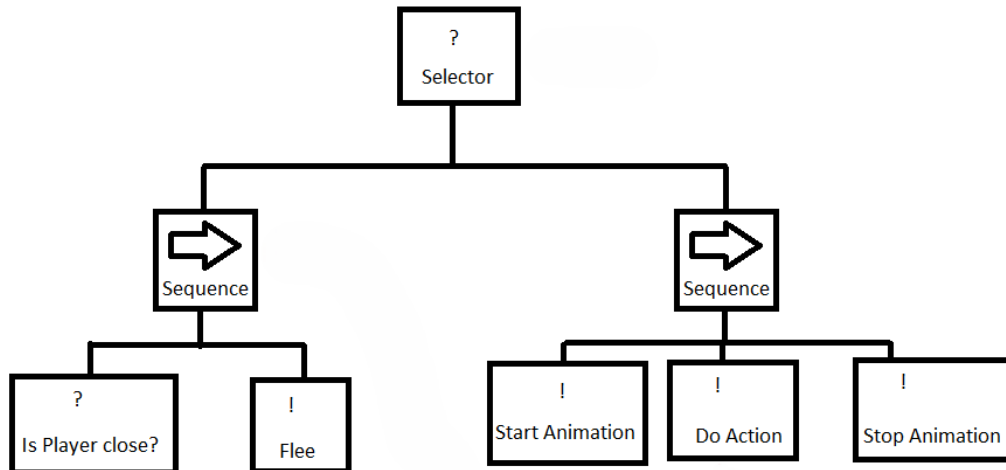 ?
Selector
Sequence
Sequence
?
Is Player close?
!
Flee
!
Start Animation
!
Do Action
!
Stop Animation